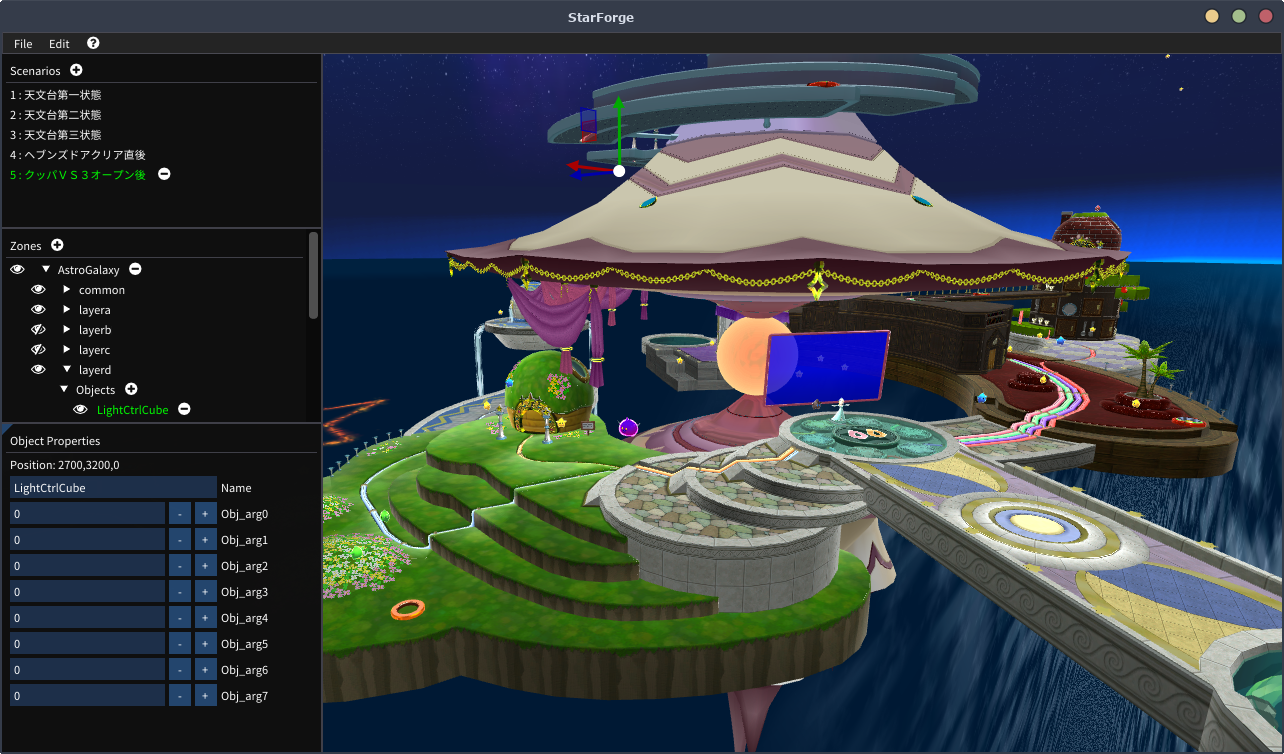 StarForge
File Edit ?
Scenarios
1 : 天文台第一状態
2 : 天文台第二状態
3 : 天文台第三状態
4 : ヘブンズドアクリア直後
5 : クッパＶＳ３オープン後
Zones
AstroGalaxy
common
layera
layerb
layerc
layerd
Objects
LightCtrlCube
Object Properties
Position: 2700,3200,0
LightCtrlCube Name
0 - + Obj_arg0
0 - + Obj_arg1
0 - + Obj_arg2
0 - + Obj_arg3
0 - + Obj_arg4
0 - + Obj_arg5
0 - + Obj_arg6
0 - + Obj_arg7